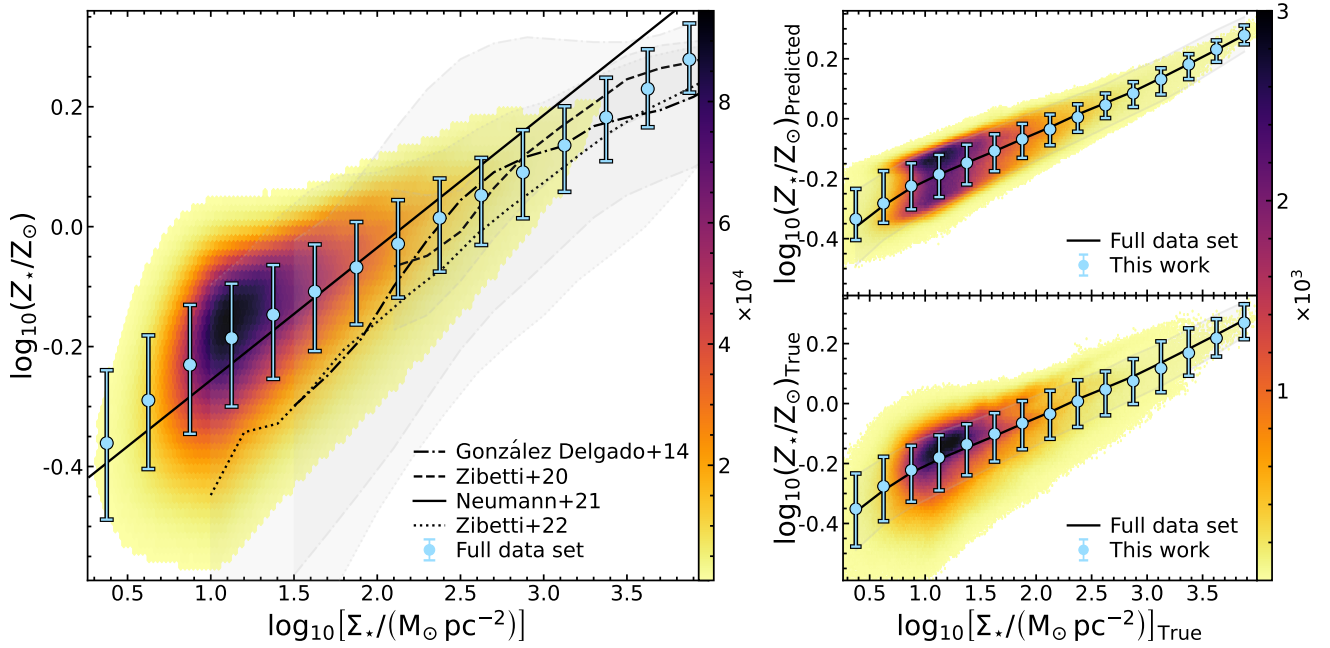 log₁₀(Z⋆/Z⊙)
0.2
0.0
-0.2
-0.4
0.5 1.0 1.5 2.0 2.5 3.0 3.5
log₁₀[Σ⋆/(M⊙ pc⁻²)]
González Delgado+14
Zibetti+20
Neumann+21
Zibetti+22
Full data set
8
6
4
2
×10⁴
log₁₀(Z⋆/Z⊙)Predicted
0.2
0.0
-0.2
-0.4
Full data set
This work
log₁₀(Z⋆/Z⊙)True
0.2
0.0
-0.2
-0.4
Full data set
This work
0.5 1.0 1.5 2.0 2.5 3.0 3.5
log₁₀[Σ⋆/(M⊙ pc⁻²)]True
3
2
1
×10³